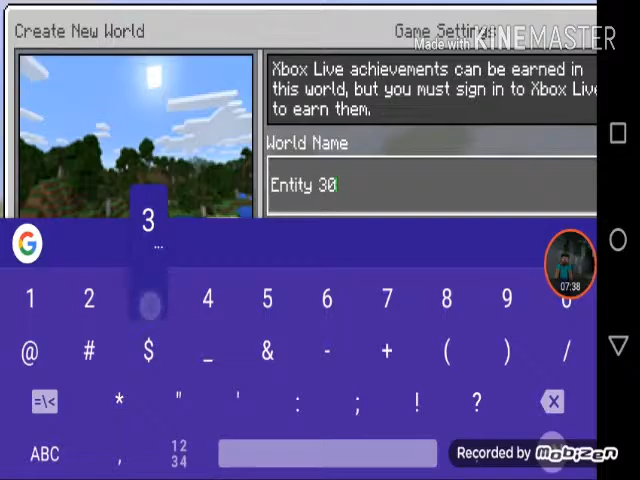 Create New World
Game Settings
Made with KINEMASTER
Xbox Live achievements can be earned in
this world, but you must sign in to Xbox Live
to earn them.
World Name
Entity 30
3
...
G
07:38
1 2 4 5 6 7 8 9 0
@ # $ _ & - + ( ) /
=\< * " ' : ; ! ?
ABC , 12 34
Recorded by Mobizen